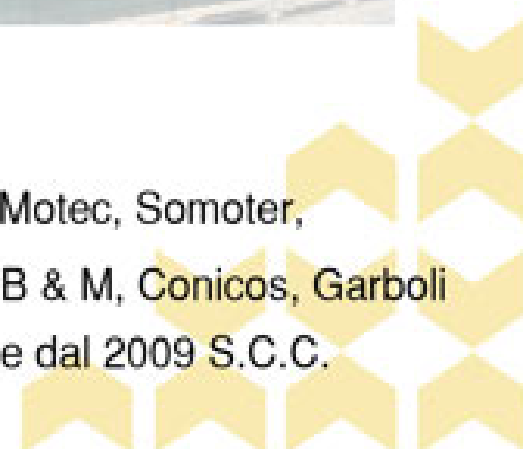 Motec, Somoter,
B & M, Conicos, Garboli
e dal 2009 S.C.C.